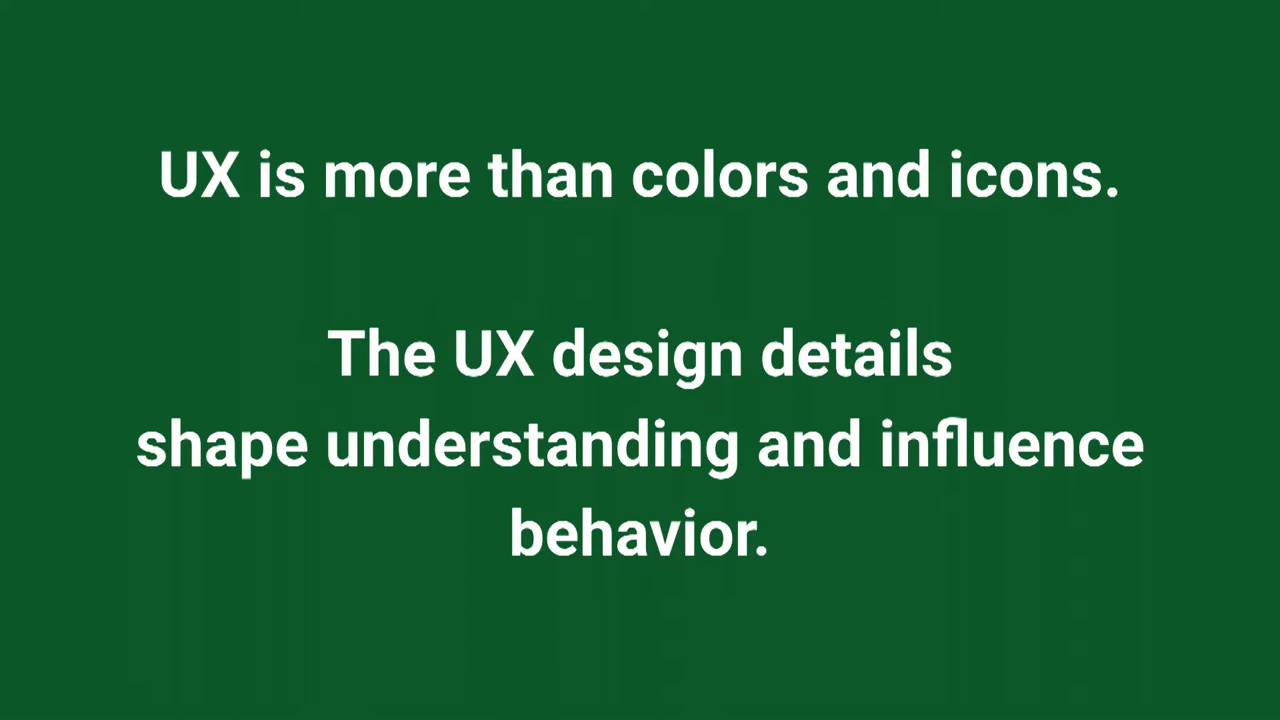 UX is more than colors and icons.
The UX design details
shape understanding and influence
behavior.